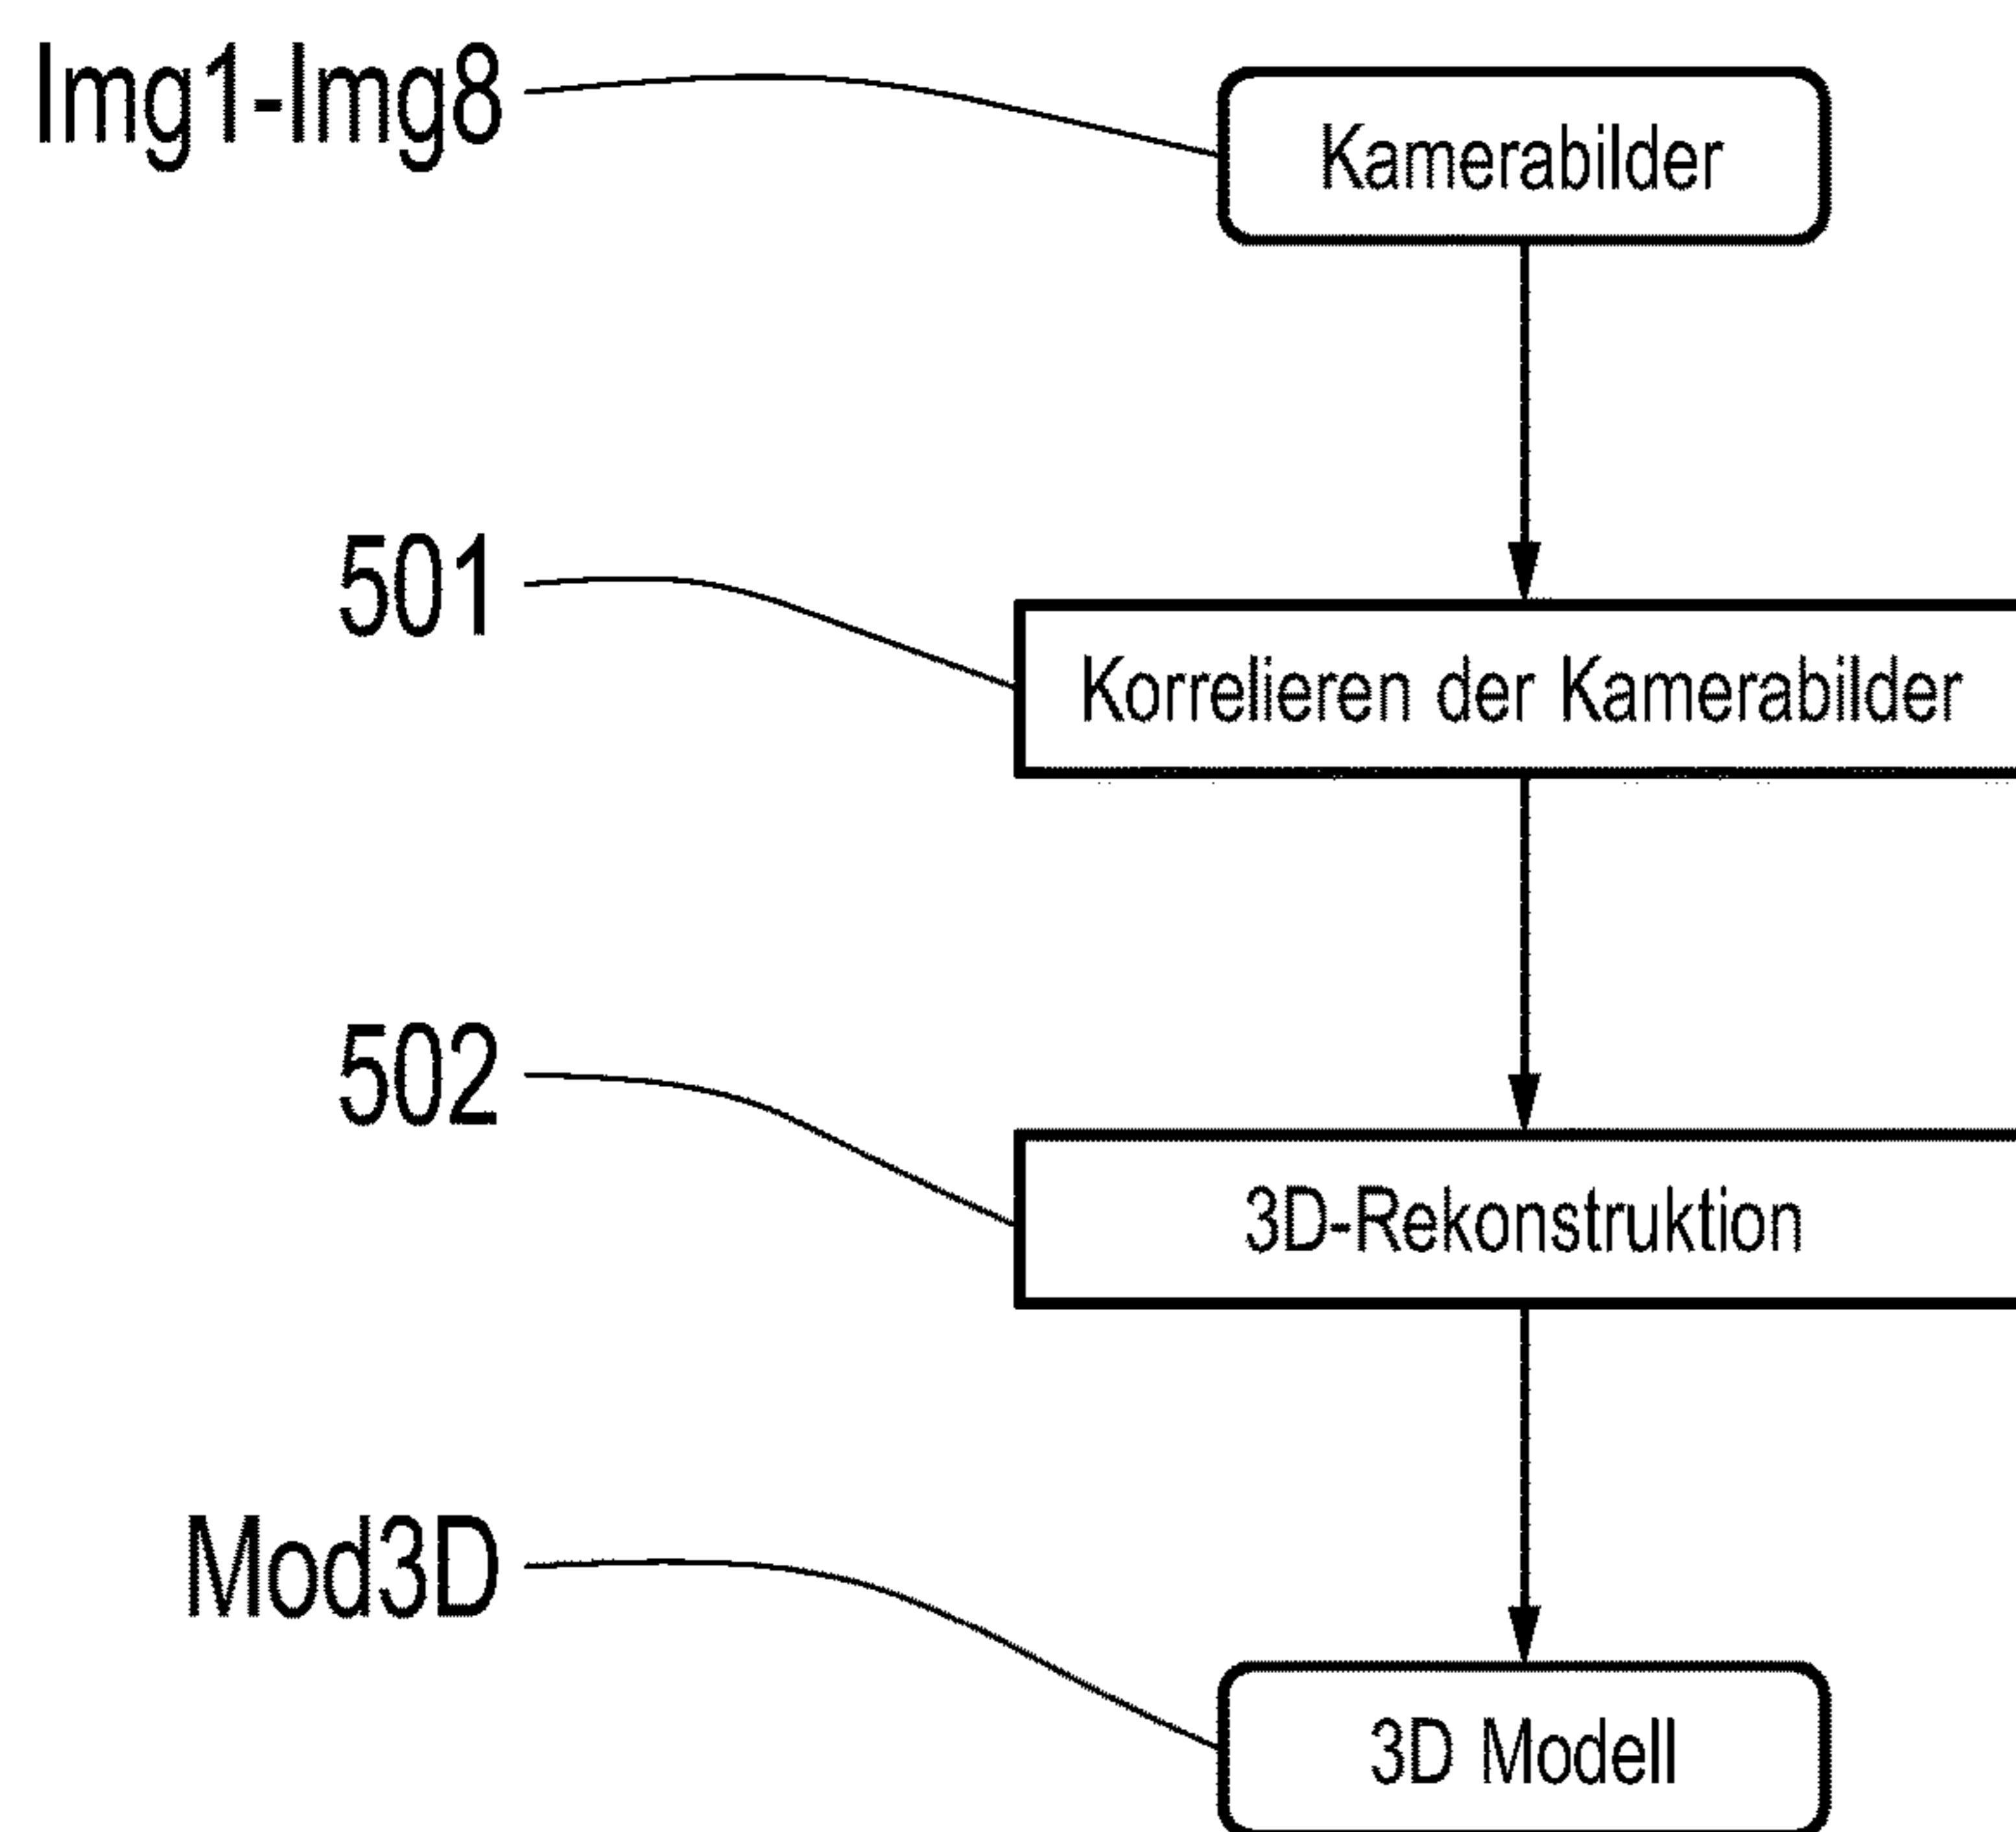 Img1-Img8
Kamerabilder
501
Korrelieren der Kamerabilder
502
3D-Rekonstruktion
Mod3D
3D Modell